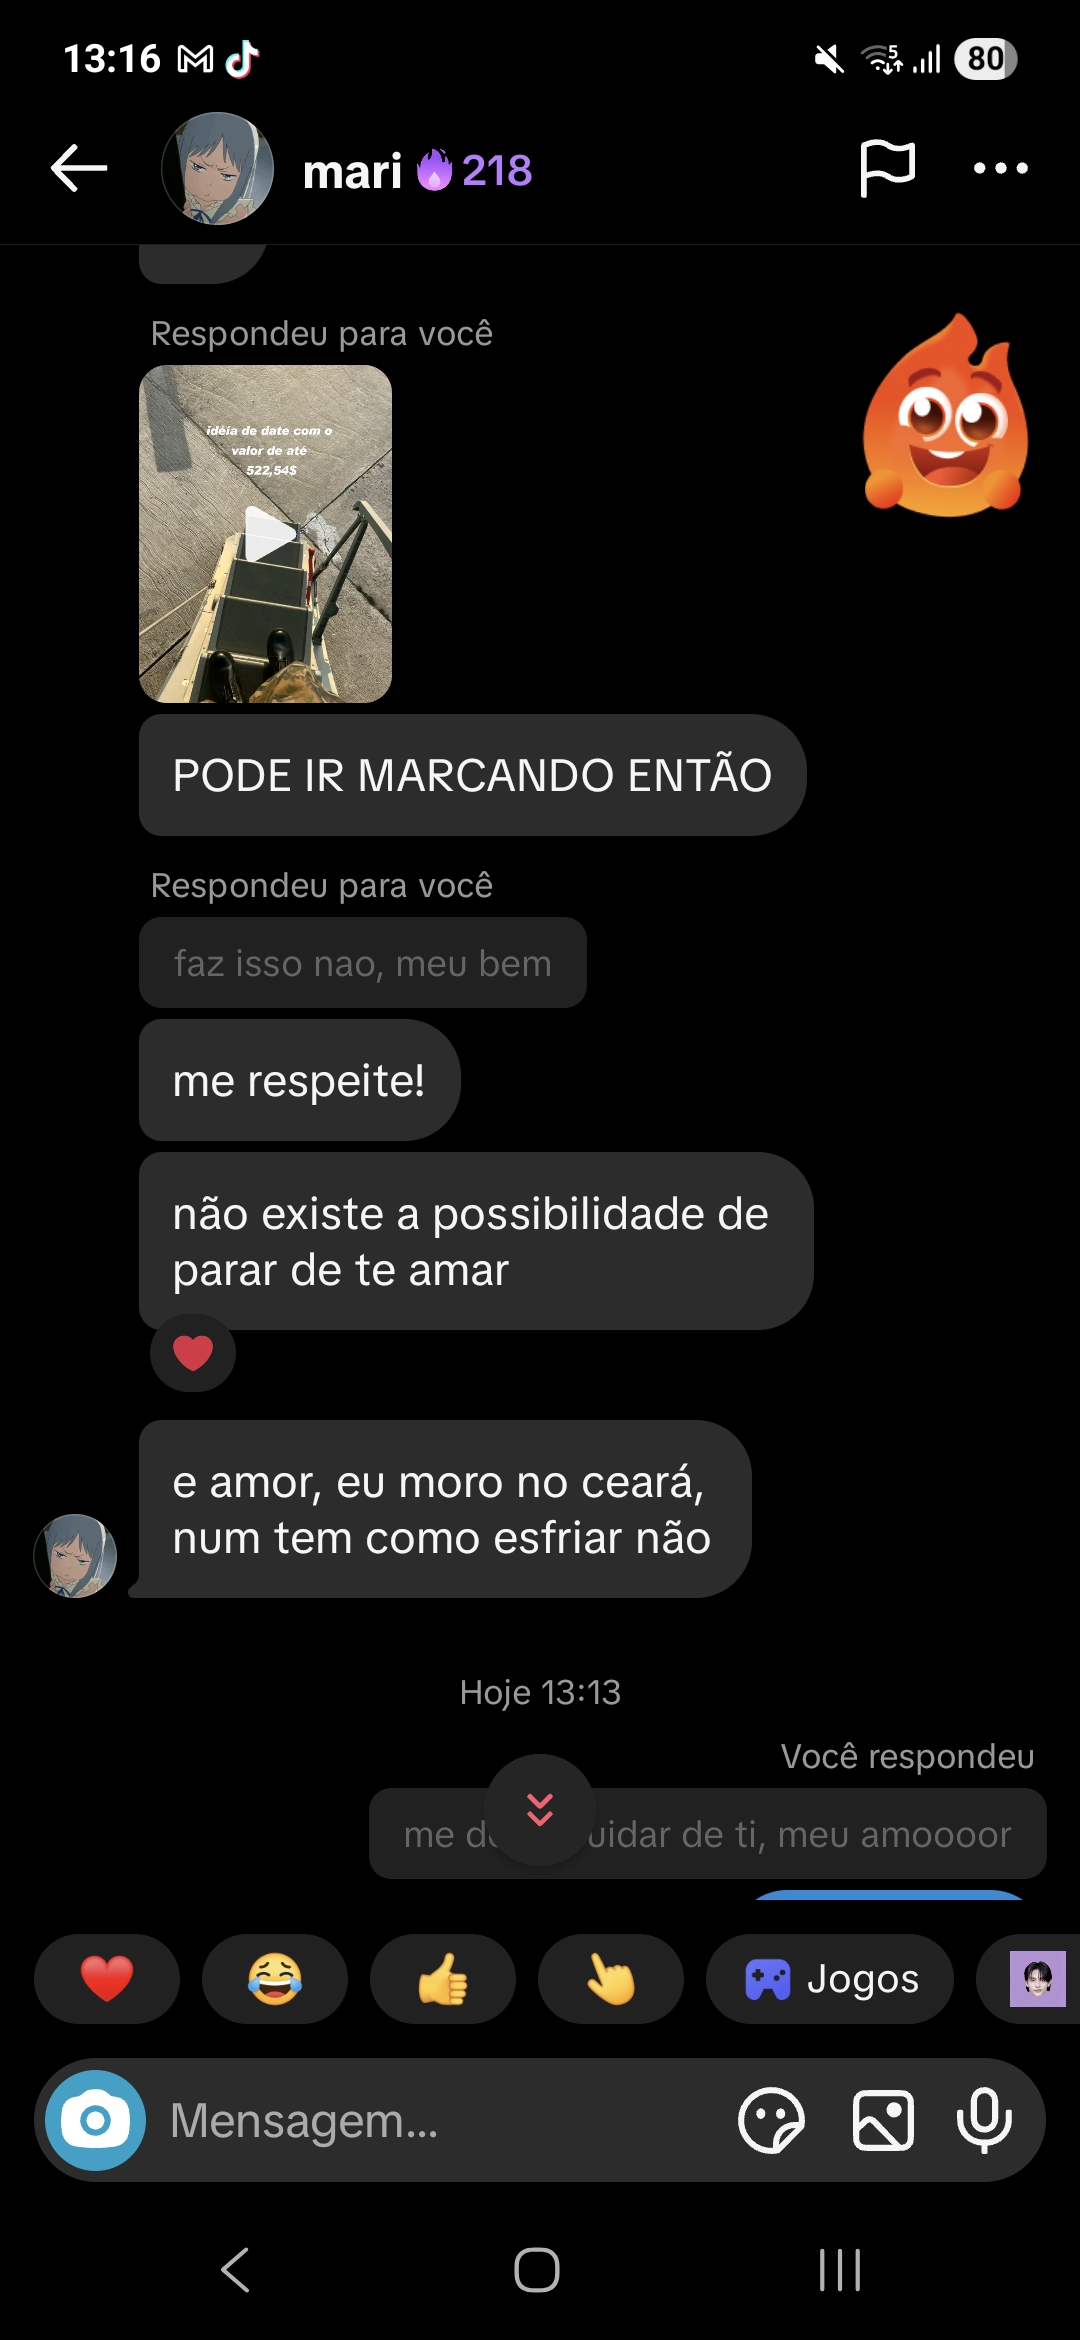 13:16
80
mari 218
Respondeu para você
idéia de date com o
valor de até
522,54$
PODE IR MARCANDO ENTÃO
Respondeu para você
faz isso nao, meu bem
me respeite!
não existe a possibilidade de
parar de te amar
e amor, eu moro no ceará,
num tem como esfriar não
Hoje 13:13
Você respondeu
me de ti, meu amoooor
Jogos
Mensagem...